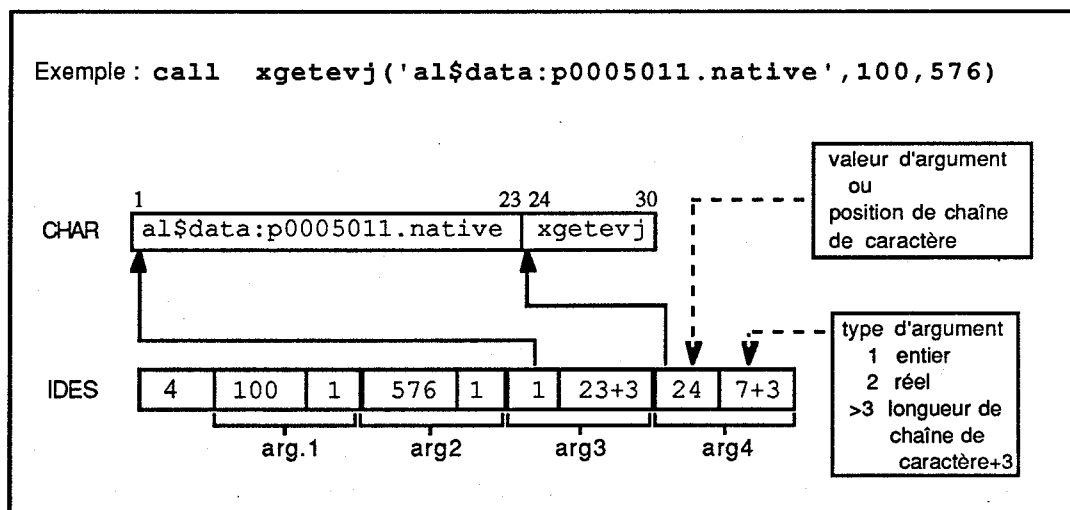 Exemple : call xgetevj('al$data:p0005011.native',100,576)
valeur d'argument
ou
position de chaîne
de caractère
1 23 24 30
CHAR al$data:p0005011.native xgetevj
type d'argument
1 entier
2 réel
>3 longueur de
chaîne de
caractère+3
IDES 4 100 1 576 1 1 23+3 24 7+3
arg.1 arg2 arg3 arg4